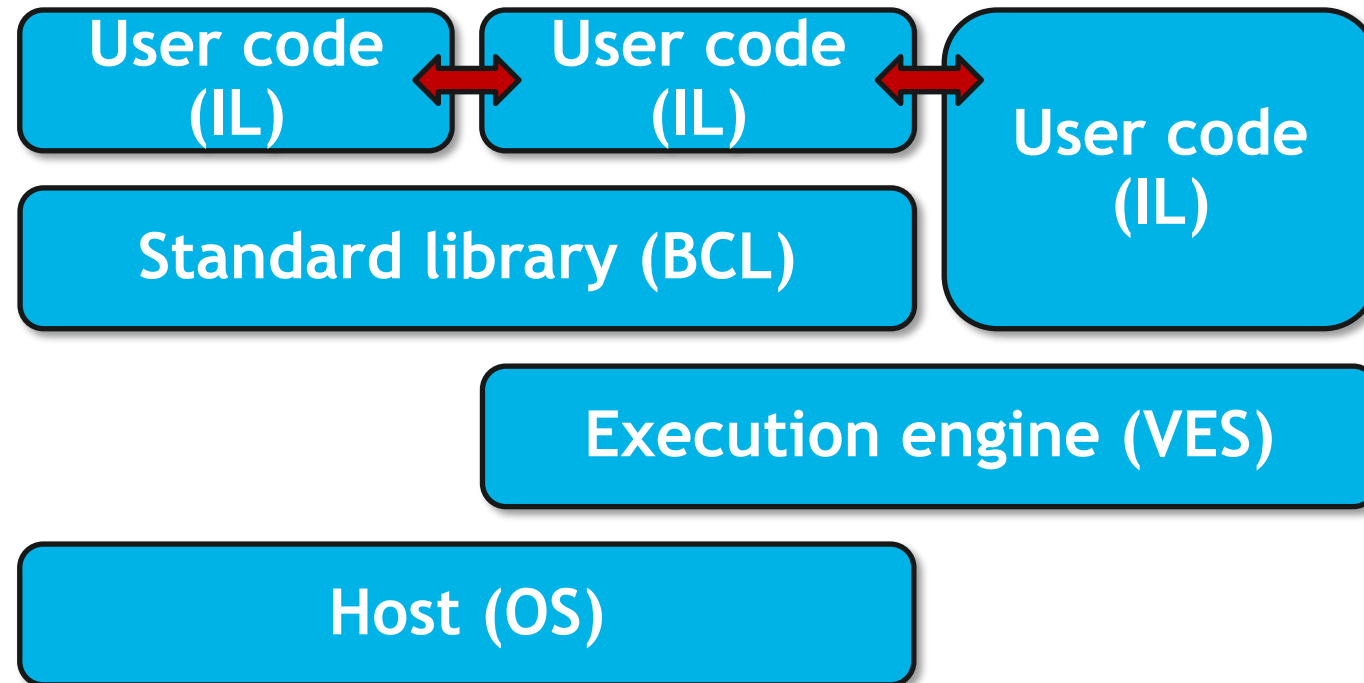 User code
(IL)
User code
(IL)
User code
(IL)
Standard library (BCL)
Execution engine (VES)
Host (OS)